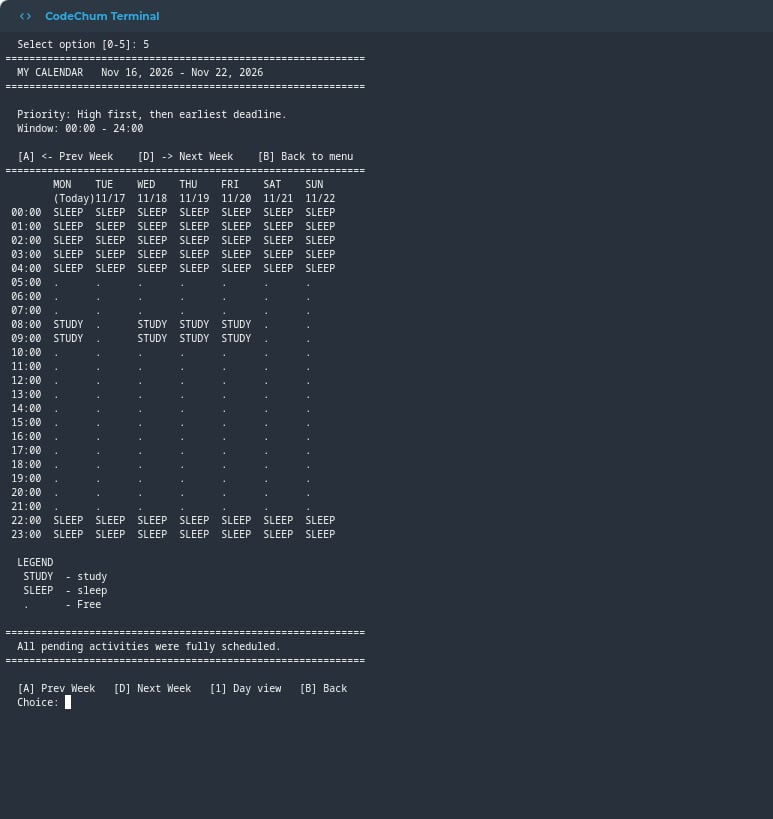 <> CodeChum Terminal
Select option [0-5]: 5
============================================================
MY CALENDAR   Nov 16, 2026 - Nov 22, 2026
============================================================
Priority: High first, then earliest deadline.
Window: 00:00 - 24:00
[A] <- Prev Week    [D] -> Next Week    [B] Back to menu
============================================================
       MON    TUE    WED    THU    FRI    SAT    SUN
       (Today)11/17  11/18  11/19  11/20  11/21  11/22
00:00  SLEEP  SLEEP  SLEEP  SLEEP  SLEEP  SLEEP  SLEEP
01:00  SLEEP  SLEEP  SLEEP  SLEEP  SLEEP  SLEEP  SLEEP
02:00  SLEEP  SLEEP  SLEEP  SLEEP  SLEEP  SLEEP  SLEEP
03:00  SLEEP  SLEEP  SLEEP  SLEEP  SLEEP  SLEEP  SLEEP
04:00  SLEEP  SLEEP  SLEEP  SLEEP  SLEEP  SLEEP  SLEEP
05:00  .      .      .      .      .      .      .
06:00  .      .      .      .      .      .      .
07:00  .      .      .      .      .      .      .
08:00  STUDY  .      STUDY  STUDY  STUDY  .      .
09:00  STUDY  .      STUDY  STUDY  STUDY  .      .
10:00  .      .      .      .      .      .      .
11:00  .      .      .      .      .      .      .
12:00  .      .      .      .      .      .      .
13:00  .      .      .      .      .      .      .
14:00  .      .      .      .      .      .      .
15:00  .      .      .      .      .      .      .
16:00  .      .      .      .      .      .      .
17:00  .      .      .      .      .      .      .
18:00  .      .      .      .      .      .      .
19:00  .      .      .      .      .      .      .
20:00  .      .      .      .      .      .      .
21:00  .      .      .      .      .      .      .
22:00  SLEEP  SLEEP  SLEEP  SLEEP  SLEEP  SLEEP  SLEEP
23:00  SLEEP  SLEEP  SLEEP  SLEEP  SLEEP  SLEEP  SLEEP
LEGEND
STUDY  - study
SLEEP  - sleep
.      - Free
============================================================
All pending activities were fully scheduled.
============================================================
[A] Prev Week   [D] Next Week   [1] Day view   [B] Back
Choice: